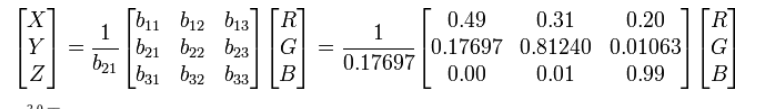 [X Y Z] = 1/b₂₁ [b₁₁ b₁₂ b₁₃; b₂₁ b₂₂ b₂₃; b₃₁ b₃₂ b₃₃] [R G B] = 1/0.17697 [0.49 0.31 0.20; 0.17697 0.81240 0.01063; 0.00 0.01 0.99] [R G B]